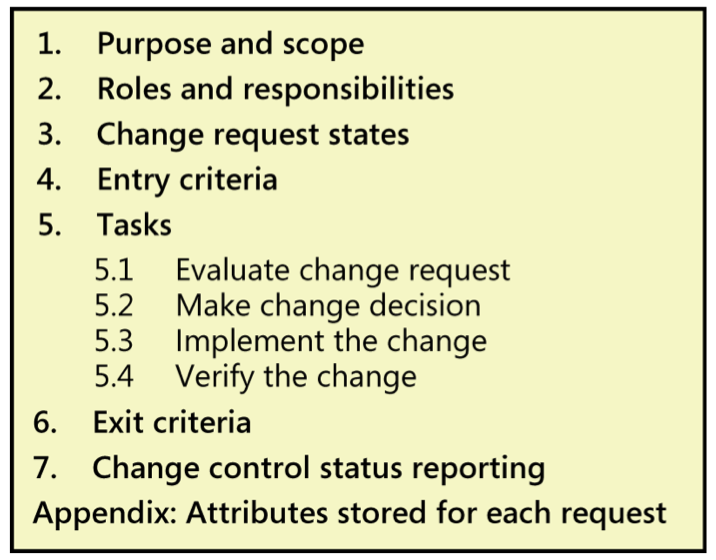 1. Purpose and scope
2. Roles and responsibilities
3. Change request states
4. Entry criteria
5. Tasks
5.1 Evaluate change request
5.2 Make change decision
5.3 Implement the change
5.4 Verify the change
6. Exit criteria
7. Change control status reporting
Appendix: Attributes stored for each request